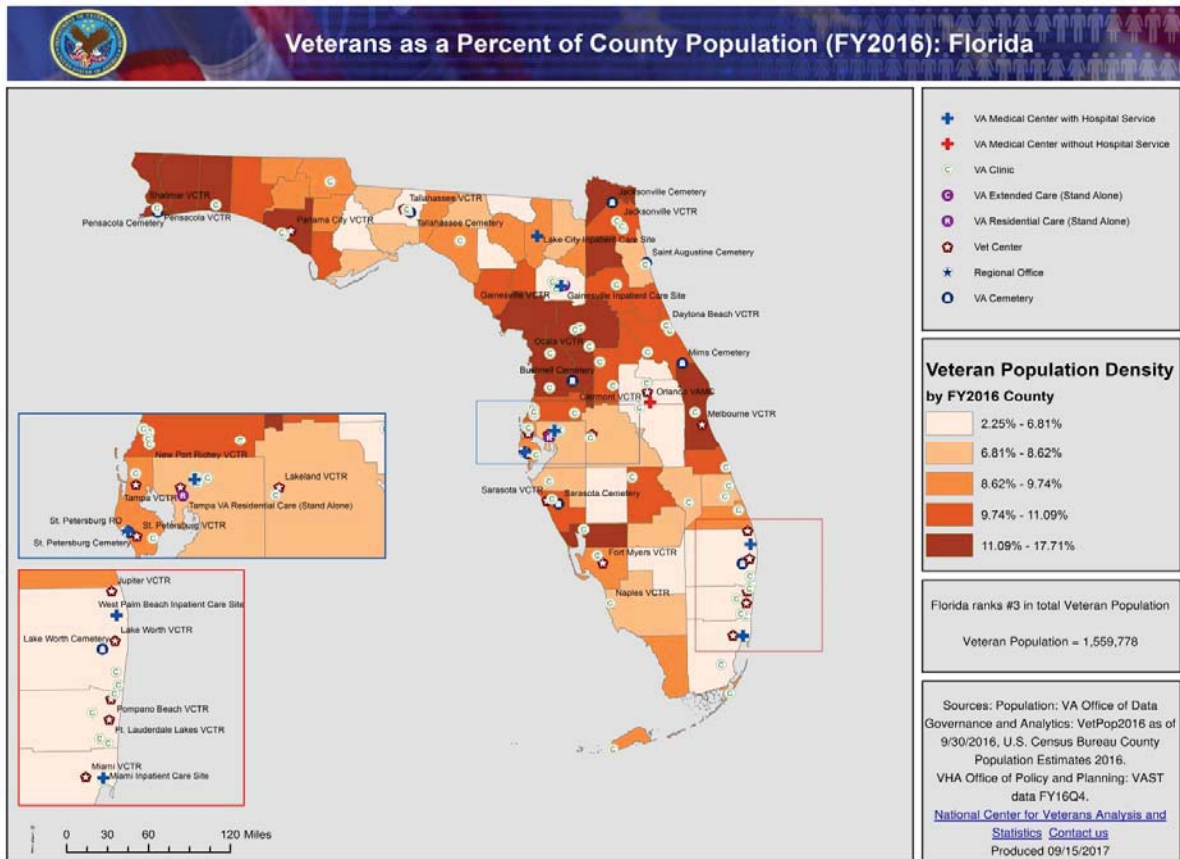 Veterans as a Percent of County Population (FY2016): Florida
VA Medical Center with Hospital Service
VA Medical Center without Hospital Service
VA Clinic
VA Extended Care (Stand Alone)
VA Residential Care (Stand Alone)
Vet Center
Regional Office
VA Cemetery
Veteran Population Density
by FY2016 County
2.25% - 6.81%
6.81% - 8.62%
8.62% - 9.74%
9.74% - 11.09%
11.09% - 17.71%
Florida ranks #3 in total Veteran Population
Veteran Population = 1,559,778
Sources: Population: VA Office of Data
Governance and Analytics: VetPop2016 as of
9/30/2016, U.S. Census Bureau County
Population Estimates 2016.
VHA Office of Policy and Planning: VAST
data FY16Q4.
National Center for Veterans Analysis and
Statistics Contact us
Produced 09/15/2017
Shalimar VCTR
Pensacola VCTR
Pensacola Cemetery
Panama City VCTR
Tallahassee VCTR
Tallahassee Cemetery
Jacksonville Cemetery
Jacksonville VCTR
Lake City Inpatient Care Site
Saint Augustine Cemetery
Gainesville VCTR
Gainesville Inpatient Care Site
Daytona Beach VCTR
Ocala VCTR
Mims Cemetery
Bushnell Cemetery
Clermont VCTR
Orlando VAMC
Melbourne VCTR
Sarasota VCTR
Sarasota Cemetery
Fort Myers VCTR
Naples VCTR
New Port Richey VCTR
Lakeland VCTR
Tampa VCTR
Tampa VA Residential Care (Stand Alone)
St. Petersburg RO
St. Petersburg VCTR
St. Petersburg Cemetery
Jupiter VCTR
West Palm Beach Inpatient Care Site
Lake Worth VCTR
Lake Worth Cemetery
Pompano Beach VCTR
Ft. Lauderdale Lakes VCTR
Miami VCTR
Miami Inpatient Care Site
0 30 60 120 Miles